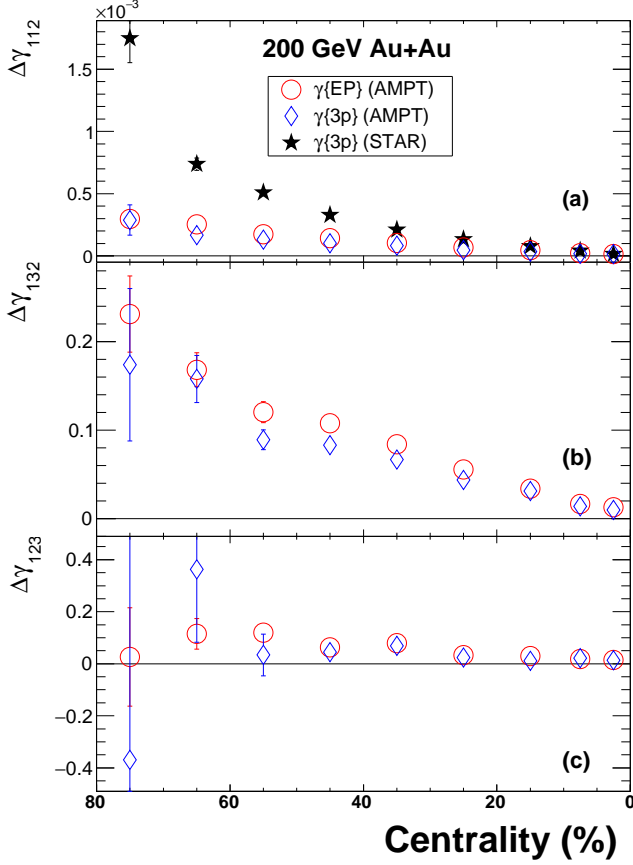 ×10⁻³
200 GeV Au+Au
γ{EP} (AMPT)
γ{3p} (AMPT)
γ{3p} (STAR)
Δγ₁₁₂
1.5
1
0.5
0
(a)
Δγ₁₃₂
0.2
0.1
0
(b)
Δγ₁₂₃
0.4
0.2
0
−0.2
−0.4
(c)
80 60 40 20 0
Centrality (%)